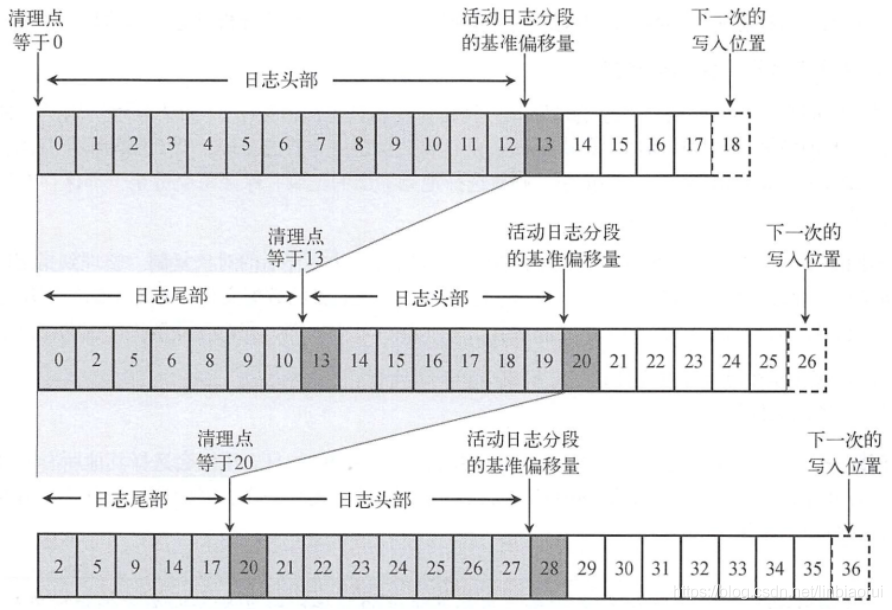 清理点
等于0
活动日志分段
的基准偏移量
下一次的
写入位置
日志头部
0 1 2 3 4 5 6 7 8 9 10 11 12 13 14 15 16 17 18
清理点
等于13
活动日志分段
的基准偏移量
下一次的
写入位置
日志尾部 日志头部
0 2 5 6 8 9 10 13 14 15 16 17 18 19 20 21 22 23 24 25 26
清理点
等于20
活动日志分段
的基准偏移量
下一次的
写入位置
日志尾部 日志头部
2 5 9 14 17 20 21 22 23 24 25 26 27 28 29 30 31 32 33 34 35 36